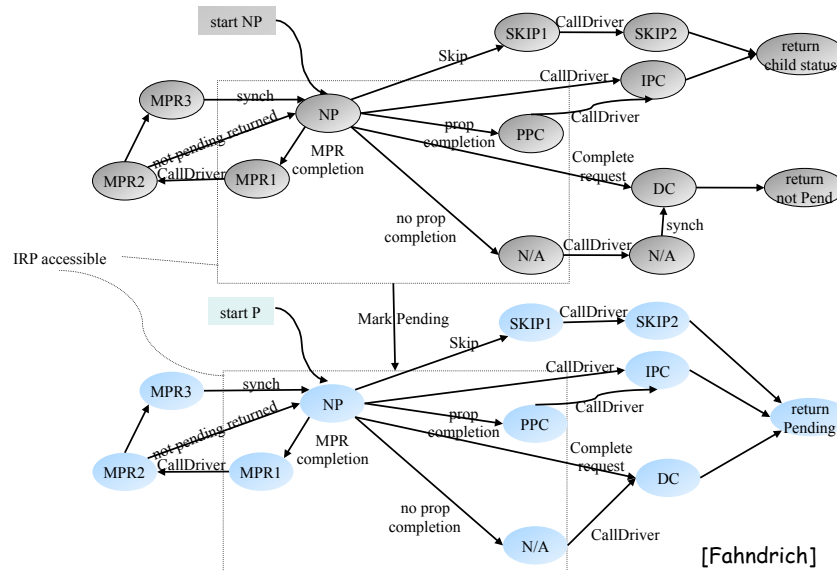 start NP
SKIP1
CallDriver
SKIP2
Skip
return
child status
CallDriver
IPC
MPR3
synch
NP
prop
completion
PPC
CallDriver
not pending returned
MPR
completion
Complete
request
MPR2
CallDriver
MPR1
DC
return
not Pend
no prop
completion
synch
N/A
CallDriver
N/A
IRP accessible
start P
Mark Pending
SKIP1
CallDriver
SKIP2
Skip
CallDriver
IPC
MPR3
synch
NP
prop
completion
PPC
CallDriver
return
Pending
not pending returned
MPR
completion
Complete
request
MPR2
CallDriver
MPR1
DC
no prop
completion
N/A
CallDriver
[Fahndrich]